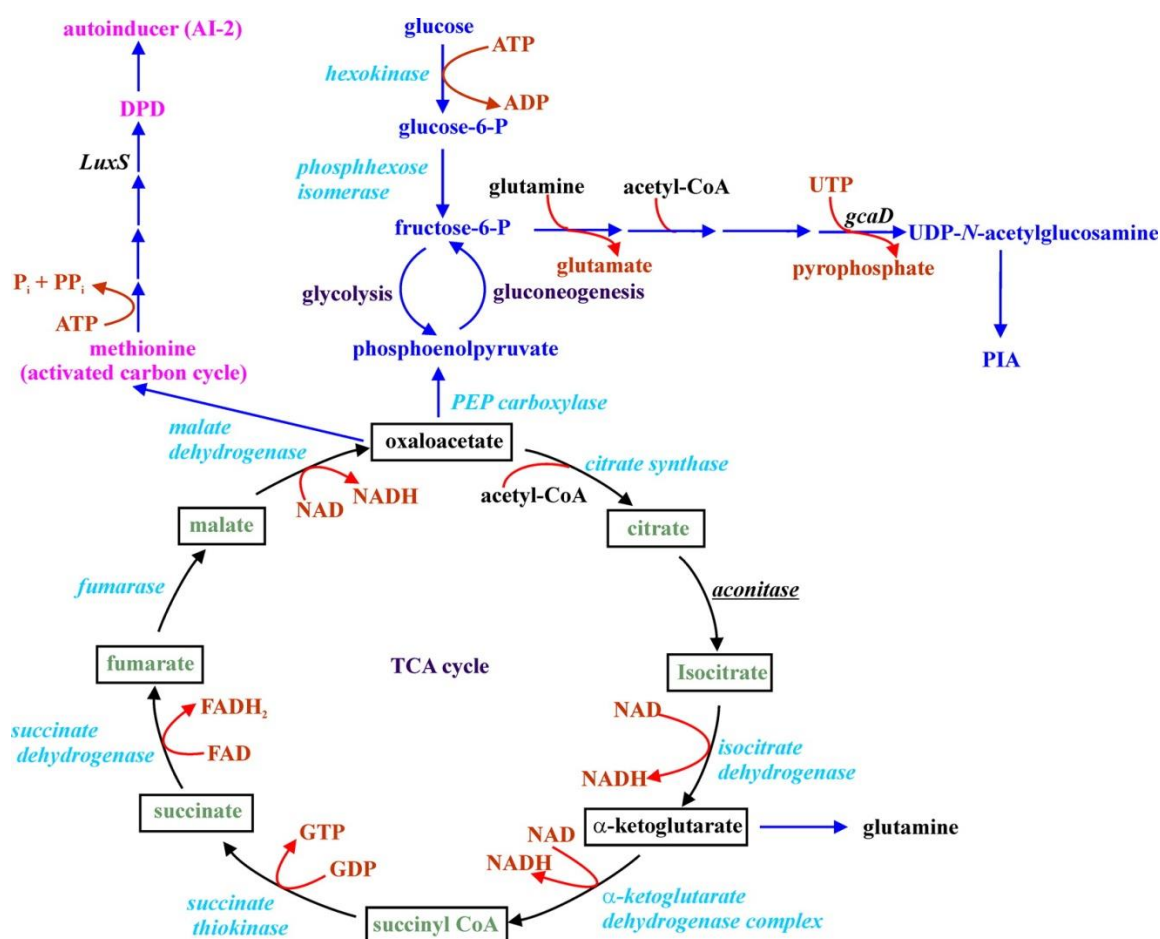 autoinducer (AI-2)
glucose
ATP
hexokinase
ADP
DPD
glucose-6-P
LuxS
phosphhexose
isomerase
glutamine
acetyl-CoA
UTP
gcaD
fructose-6-P
UDP-N-acetylglucosamine
glutamate
pyrophosphate
Pi + PPi
ATP
glycolysis
gluconeogenesis
methionine
(activated carbon cycle)
phosphoenolpyruvate
PIA
PEP carboxylase
malate
dehydrogenase
oxaloacetate
citrate synthase
NADH
NAD
acetyl-CoA
malate
citrate
fumarase
aconitase
fumarate
TCA cycle
Isocitrate
FADH₂
FAD
succinate
dehydrogenase
NAD
NADH
isocitrate
dehydrogenase
succinate
α-ketoglutarate
glutamine
GTP
GDP
NAD
NADH
succinate
thiokinase
succinyl CoA
α-ketoglutarate
dehydrogenase complex